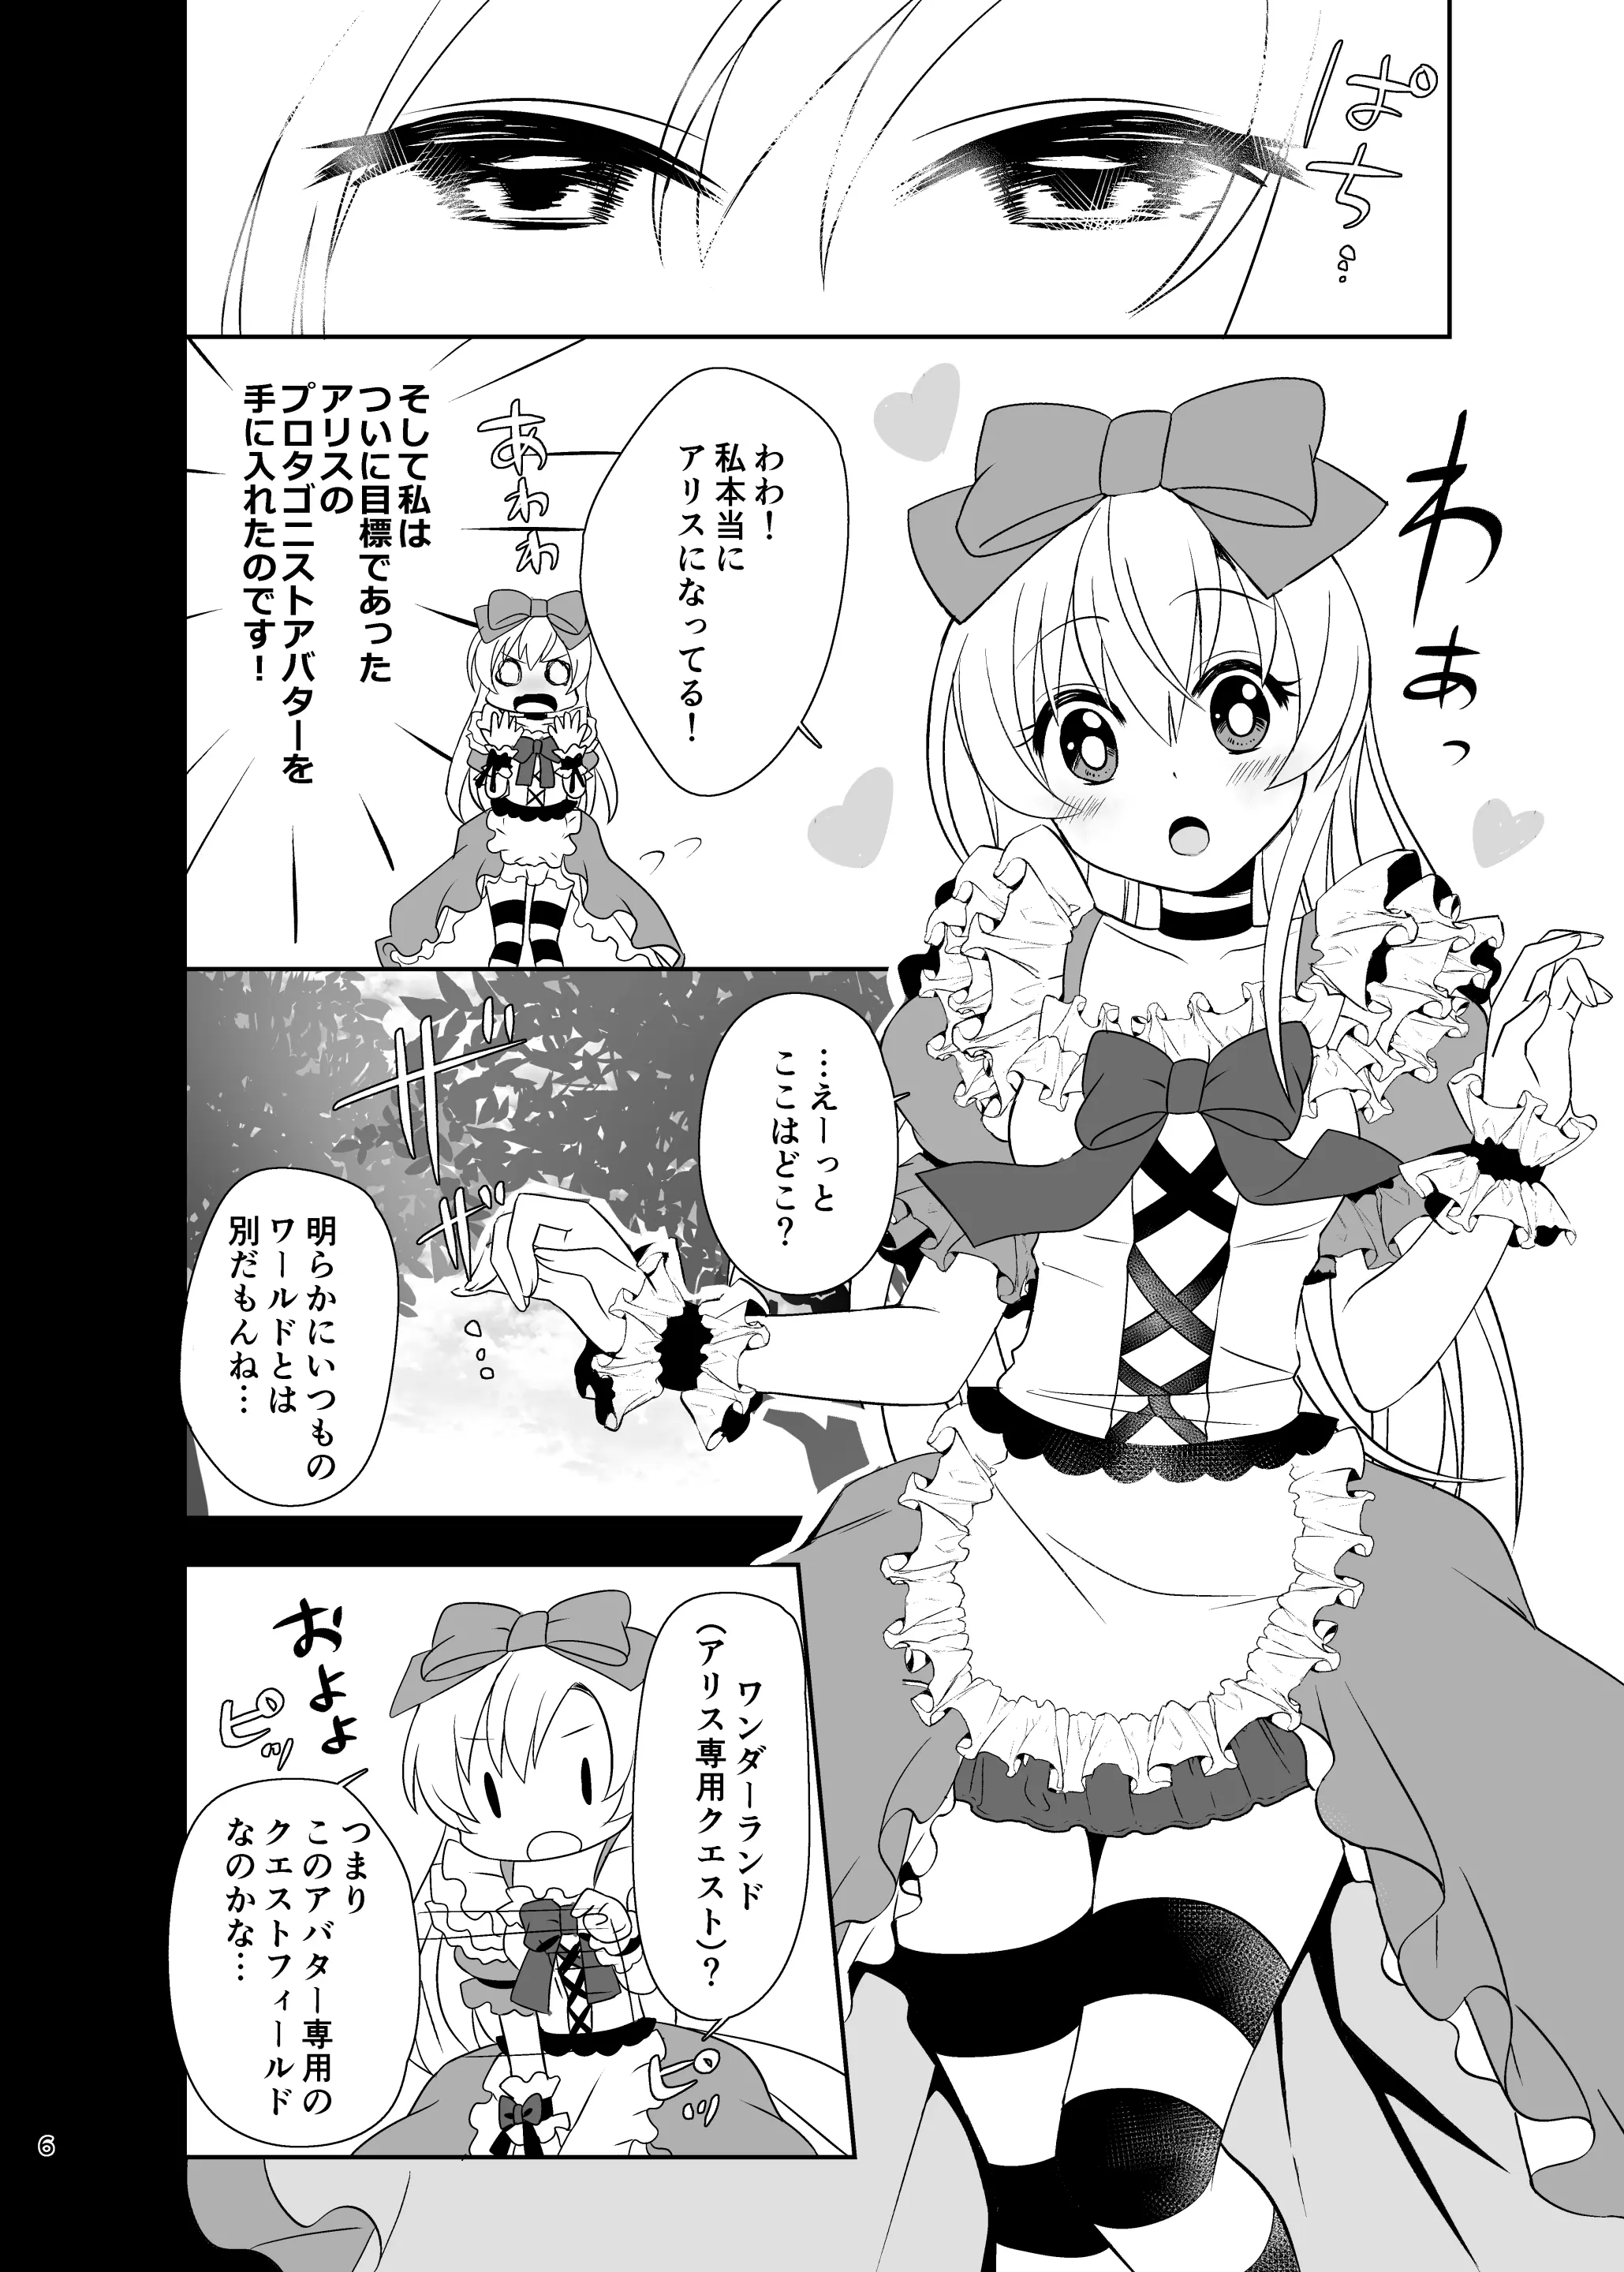 ぱち…
わぁっ
わわ！
私本当に
アリスになってる！
あわわ
そして私は
ついに目標であった
アリスの
プロタゴニストアバターを
手に入れたのです！
…えーっと
ここはどこ？
キョロ
明らかにいつもの
ワールドとは
別だもんね…
ワンダーランド
(アリス専用クエスト)？
おぉよょ
ピッ
ピッ
つまり
このアバター専用の
クエストフィールド
なのかな…
6